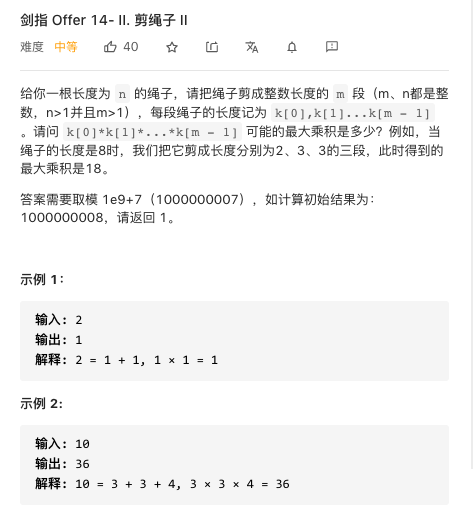 剑指 Offer 14- II. 剪绳子 II
难度 中等 40
给你一根长度为 n 的绳子，请把绳子剪成整数长度的 m 段（m、n都是整
数，n>1并且m>1），每段绳子的长度记为 k[0],k[1]...k[m - 1]
。请问 k[0]*k[1]*...*k[m - 1] 可能的最大乘积是多少？例如，当
绳子的长度是8时，我们把它剪成长度分别为2、3、3的三段，此时得到的
最大乘积是18。
答案需要取模 1e9+7（1000000007），如计算初始结果为：
1000000008，请返回 1。
示例 1：
输入: 2
输出: 1
解释: 2 = 1 + 1, 1 × 1 = 1
示例 2:
输入: 10
输出: 36
解释: 10 = 3 + 3 + 4, 3 × 3 × 4 = 36